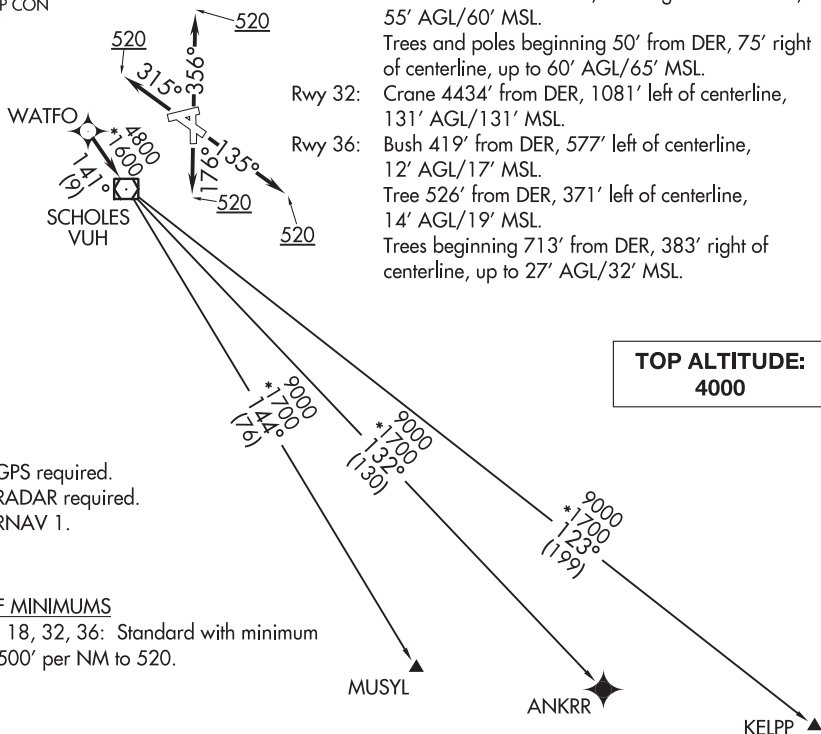 P CON
520
520
55' AGL/60' MSL.
Trees and poles beginning 50' from DER, 75' right
of centerline, up to 60' AGL/65' MSL.
315°
356°
Rwy 32: Crane 4434' from DER, 1081' left of centerline,
131' AGL/131' MSL.
WATFO
135°
176°
Rwy 36: Bush 419' from DER, 577' left of centerline,
12' AGL/17' MSL.
4800
*1600
141°
(9)
520
520
Tree 526' from DER, 371' left of centerline,
14' AGL/19' MSL.
SCHOLES
VUH
Trees beginning 713' from DER, 383' right of
centerline, up to 27' AGL/32' MSL.
TOP ALTITUDE:
4000
9000
*1700
144°
(76)
9000
*1700
132°
(130)
9000
*1700
123°
(199)
GPS required.
RADAR required.
RNAV 1.
F MINIMUMS
18, 32, 36: Standard with minimum
500' per NM to 520.
MUSYL
ANKRR
KELPP